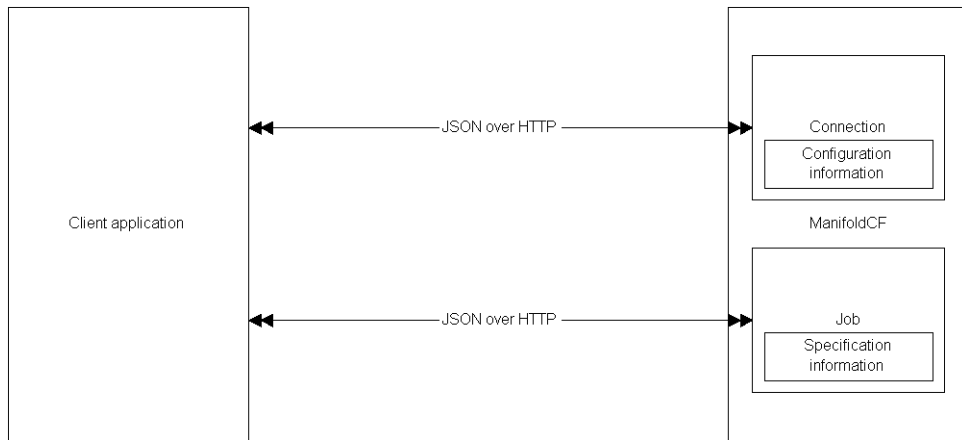 JSON over HTTP
Connection
Configuration
information
Client application
ManifoldCF
JSON over HTTP
Job
Specification
information